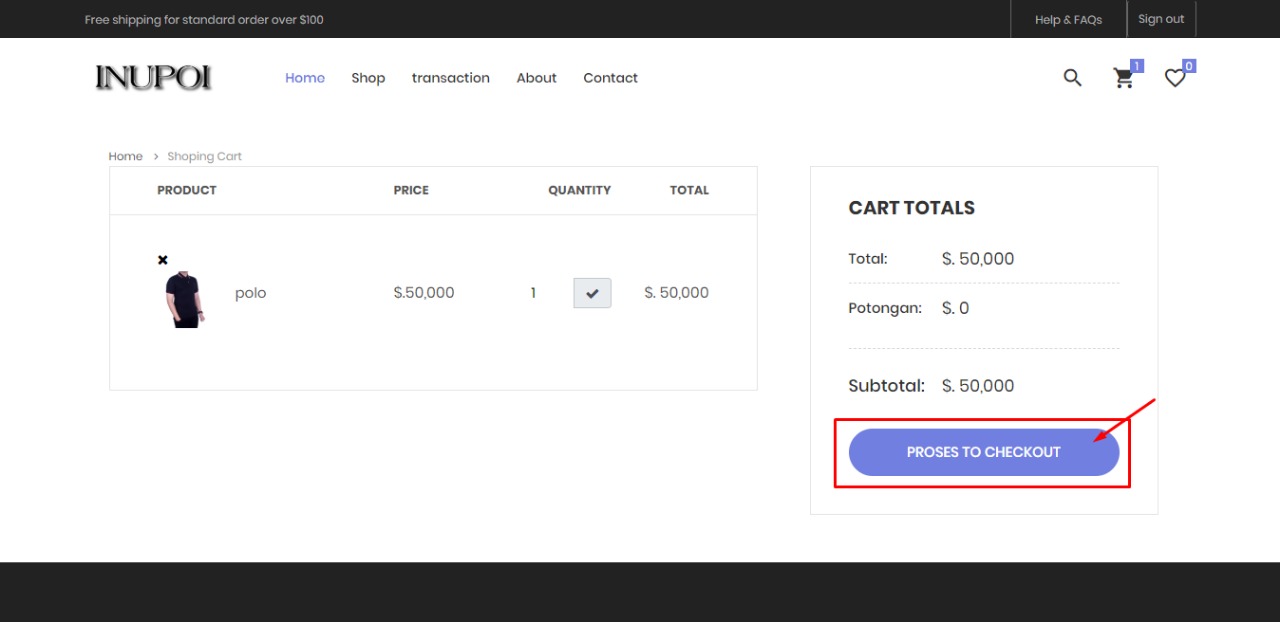 Free shipping for standard order over $100
Help & FAQs
Sign out
INUPOI
Home
Shop
transaction
About
Contact
1
0
Home > Shoping Cart
PRODUCT PRICE QUANTITY TOTAL
polo $.50,000 1 $. 50,000
CART TOTALS
Total: $. 50,000
Potongan: $. 0
Subtotal: $. 50,000
PROSES TO CHECKOUT